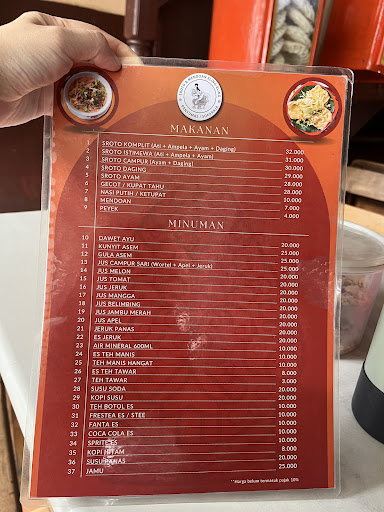 SROTO & MENDOAN
MAKANAN
1 SROTO KOMPLIT (Ati + Ampela + Ayam + Daging) 32.000
2 SROTO ISTIMEWA (Ati + Ampela + Ayam) 31.000
3 SROTO CAMPUR (Ayam + Daging) 30.000
4 SROTO DAGING 29.000
5 SROTO AYAM 28.000
6 GECOT / KUPAT TAHU 28.000
7 NASI PUTIH / KETUPAT 10.000
8 MENDOAN 7.000
9 PEYEK 4.000
MINUMAN
10 DAWET AYU 20.000
11 KUNYIT ASEM 25.000
12 GULA ASEM 25.000
13 JUS CAMPUR SARI (Wortel + Apel + Jeruk) 20.000
14 JUS MELON 20.000
15 JUS TOMAT 20.000
16 JUS JERUK 20.000
17 JUS MANGGA 20.000
18 JUS BELIMBING 20.000
19 JUS JAMBU MERAH 20.000
20 JUS APEL 20.000
21 JERUK PANAS 20.000
22 ES JERUK 20.000
23 AIR MINERAL 600ML 10.000
24 ES TEH MANIS 10.000
25 TEH MANIS HANGAT 10.000
26 ES TEH TAWAR 8.000
27 TEH TAWAR 3.000
28 SUSU SODA 20.000
29 KOPI SUSU 20.000
30 TEH BOTOL ES 10.000
31 FRESTEA ES / STEE 10.000
32 FANTA ES 10.000
33 COCA COLA ES 10.000
34 SPRITE ES 10.000
35 KOPI HITAM 8.000
36 SUSU PANAS 20.000
37 JAMU 25.000
**Harga belum termasuk pajak 10%